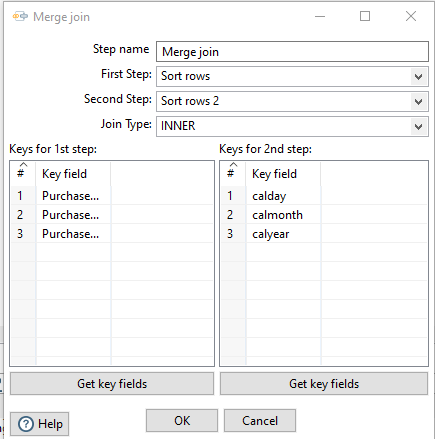 Merge join
Step name Merge join
First Step: Sort rows
Second Step: Sort rows 2
Join Type: INNER
Keys for 1st step: Keys for 2nd step:
# Key field # Key field
1 Purchase... 1 calday
2 Purchase... 2 calmonth
3 Purchase... 3 calyear
Get key fields Get key fields
Help OK Cancel